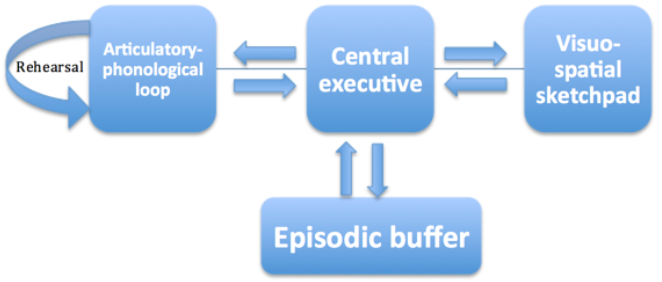 Rehearsal
Articulatory-
phonological
loop
Central
executive
Visuo-
spatial
sketchpad
Episodic buffer